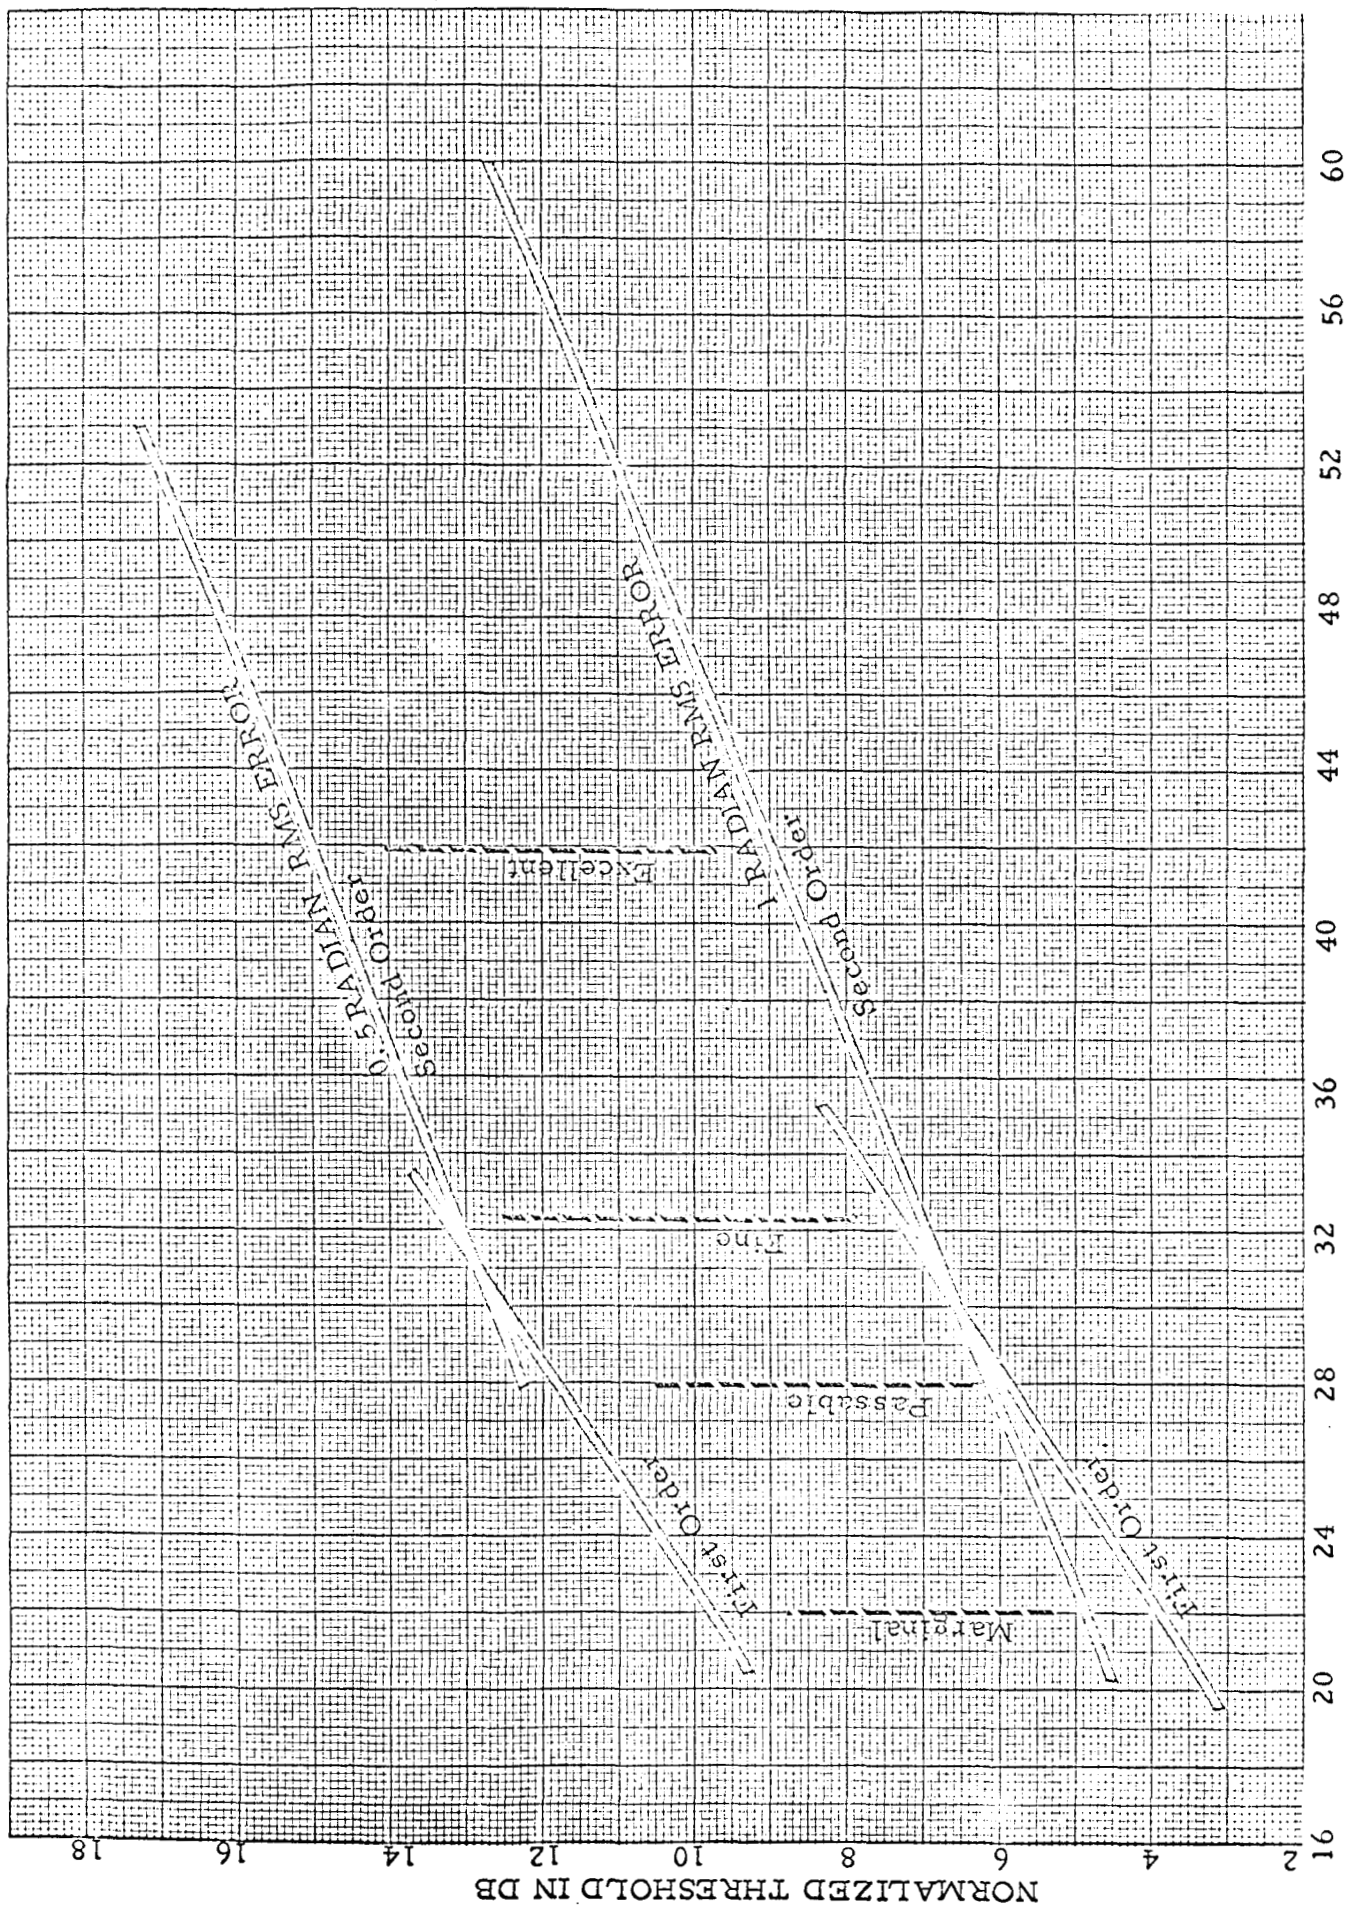 NORMALIZED THRESHOLD IN DB
18
16
14
12
10
8
6
4
2
16
20
24
28
32
36
40
44
48
52
56
60
0.5 RADIAN RMS ERROR
Second Order
First Order
1 RADIAN RMS ERROR
Second Order
First Order
Excellent
Fine
Passable
Marginal